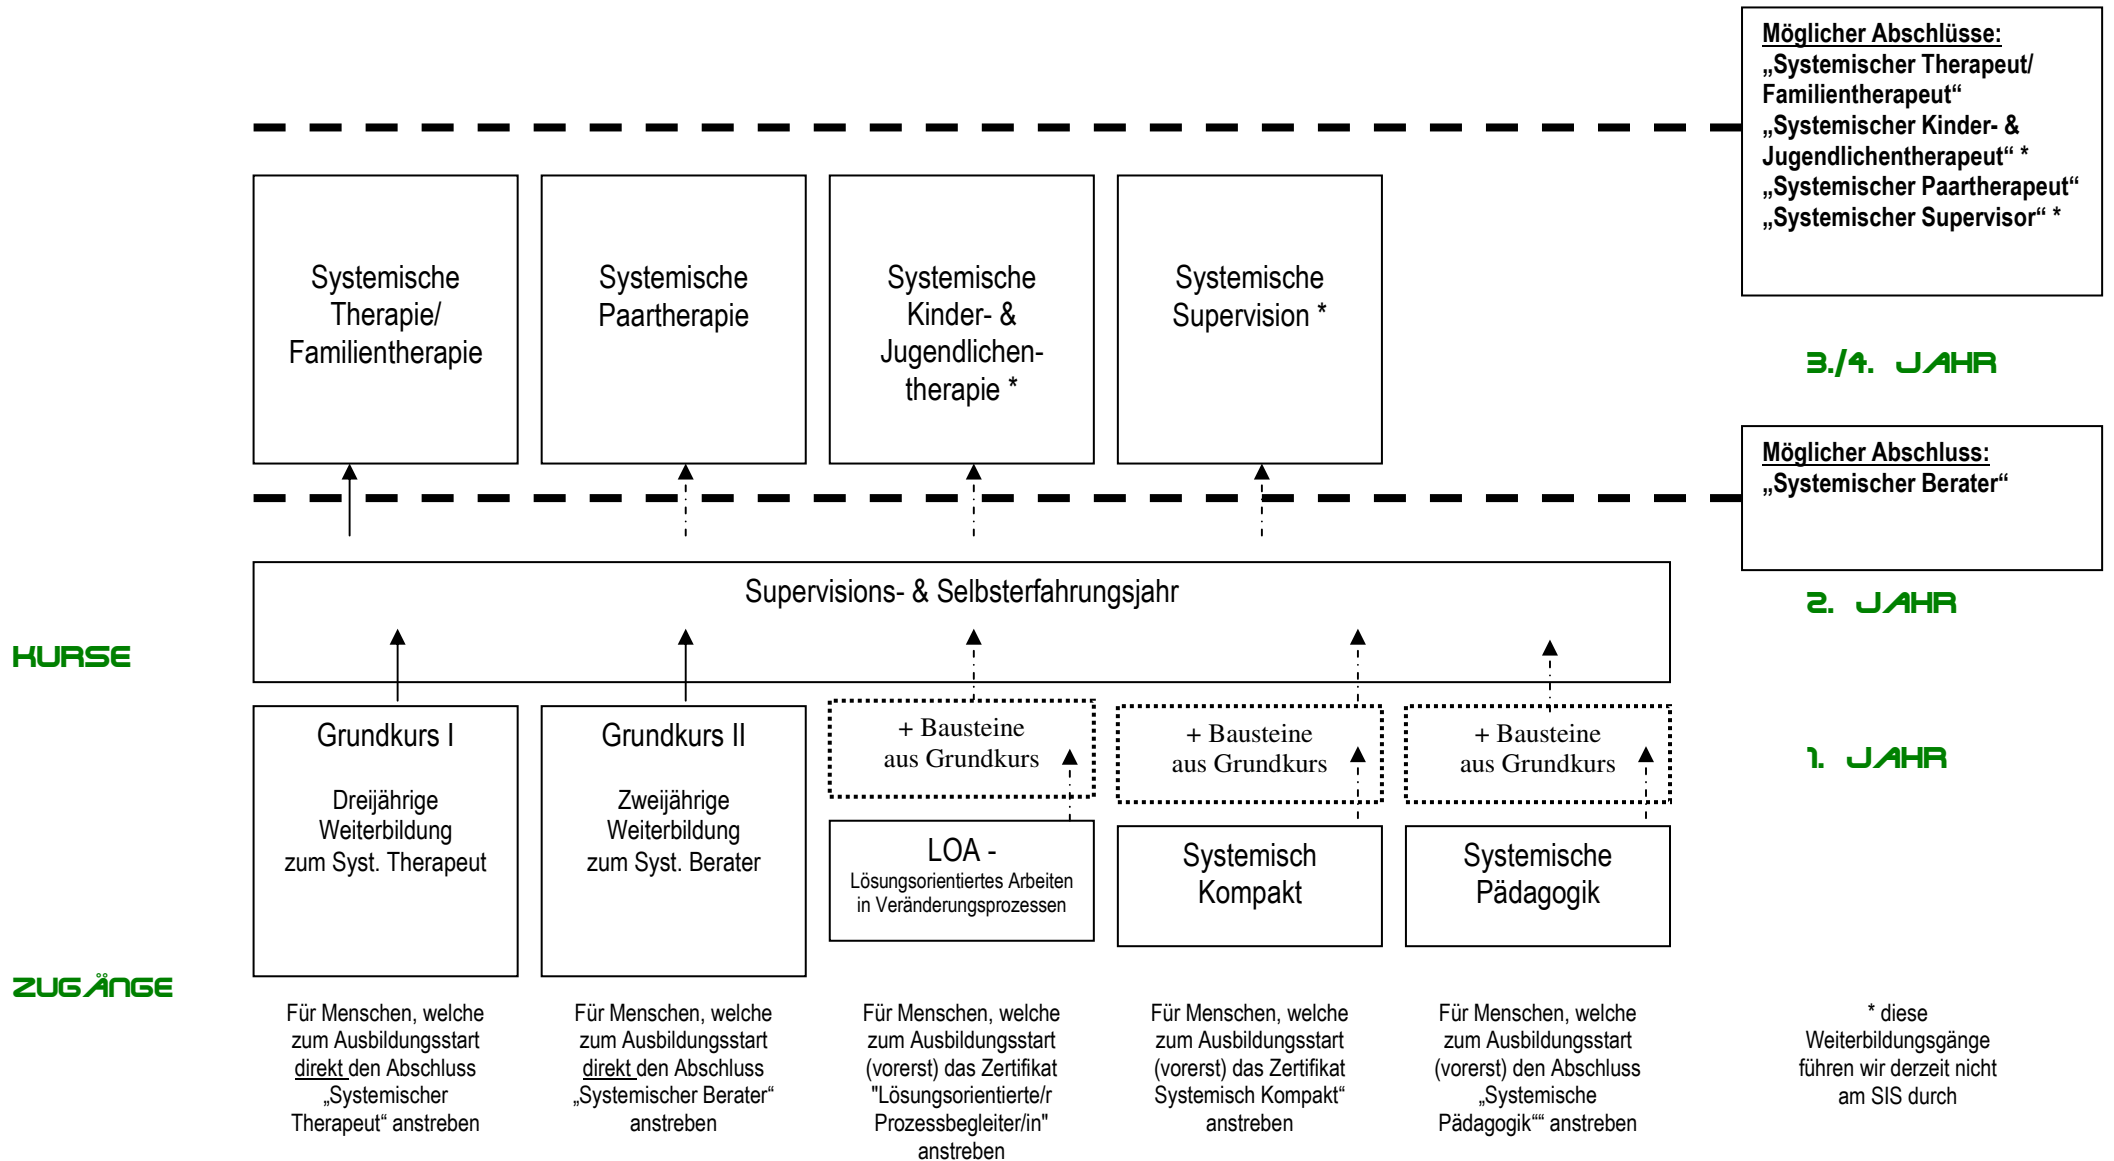 Möglicher Abschlüsse:
„Systemischer Therapeut/
Familientherapeut“
„Systemischer Kinder- &
Jugendlichentherapeut“ *
„Systemischer Paartherapeut“
„Systemischer Supervisor“ *
Systemische
Therapie/
Familientherapie
Systemische
Paartherapie
Systemische
Kinder- &
Jugendlichen-
therapie *
Systemische
Supervision *
3./4. JAHR
Möglicher Abschluss:
„Systemischer Berater“
Supervisions- & Selbsterfahrungsjahr
2. JAHR
KURSE
Grundkurs I
Dreijährige
Weiterbildung
zum Syst. Therapeut
Grundkurs II
Zweijährige
Weiterbildung
zum Syst. Berater
+ Bausteine
aus Grundkurs
LOA -
Lösungsorientiertes Arbeiten
in Veränderungsprozessen
+ Bausteine
aus Grundkurs
Systemisch
Kompakt
+ Bausteine
aus Grundkurs
Systemische
Pädagogik
1. JAHR
ZUGÄNGE
Für Menschen, welche
zum Ausbildungsstart
direkt den Abschluss
„Systemischer
Therapeut“ anstreben
Für Menschen, welche
zum Ausbildungsstart
direkt den Abschluss
„Systemischer Berater“
anstreben
Für Menschen, welche
zum Ausbildungsstart
(vorerst) das Zertifikat
"Lösungsorientierte/r
Prozessbegleiter/in"
anstreben
Für Menschen, welche
zum Ausbildungsstart
(vorerst) das Zertifikat
Systemisch Kompakt“
anstreben
Für Menschen, welche
zum Ausbildungsstart
(vorerst) den Abschluss
„Systemische
Pädagogik““ anstreben
* diese
Weiterbildungsgänge
führen wir derzeit nicht
am SIS durch